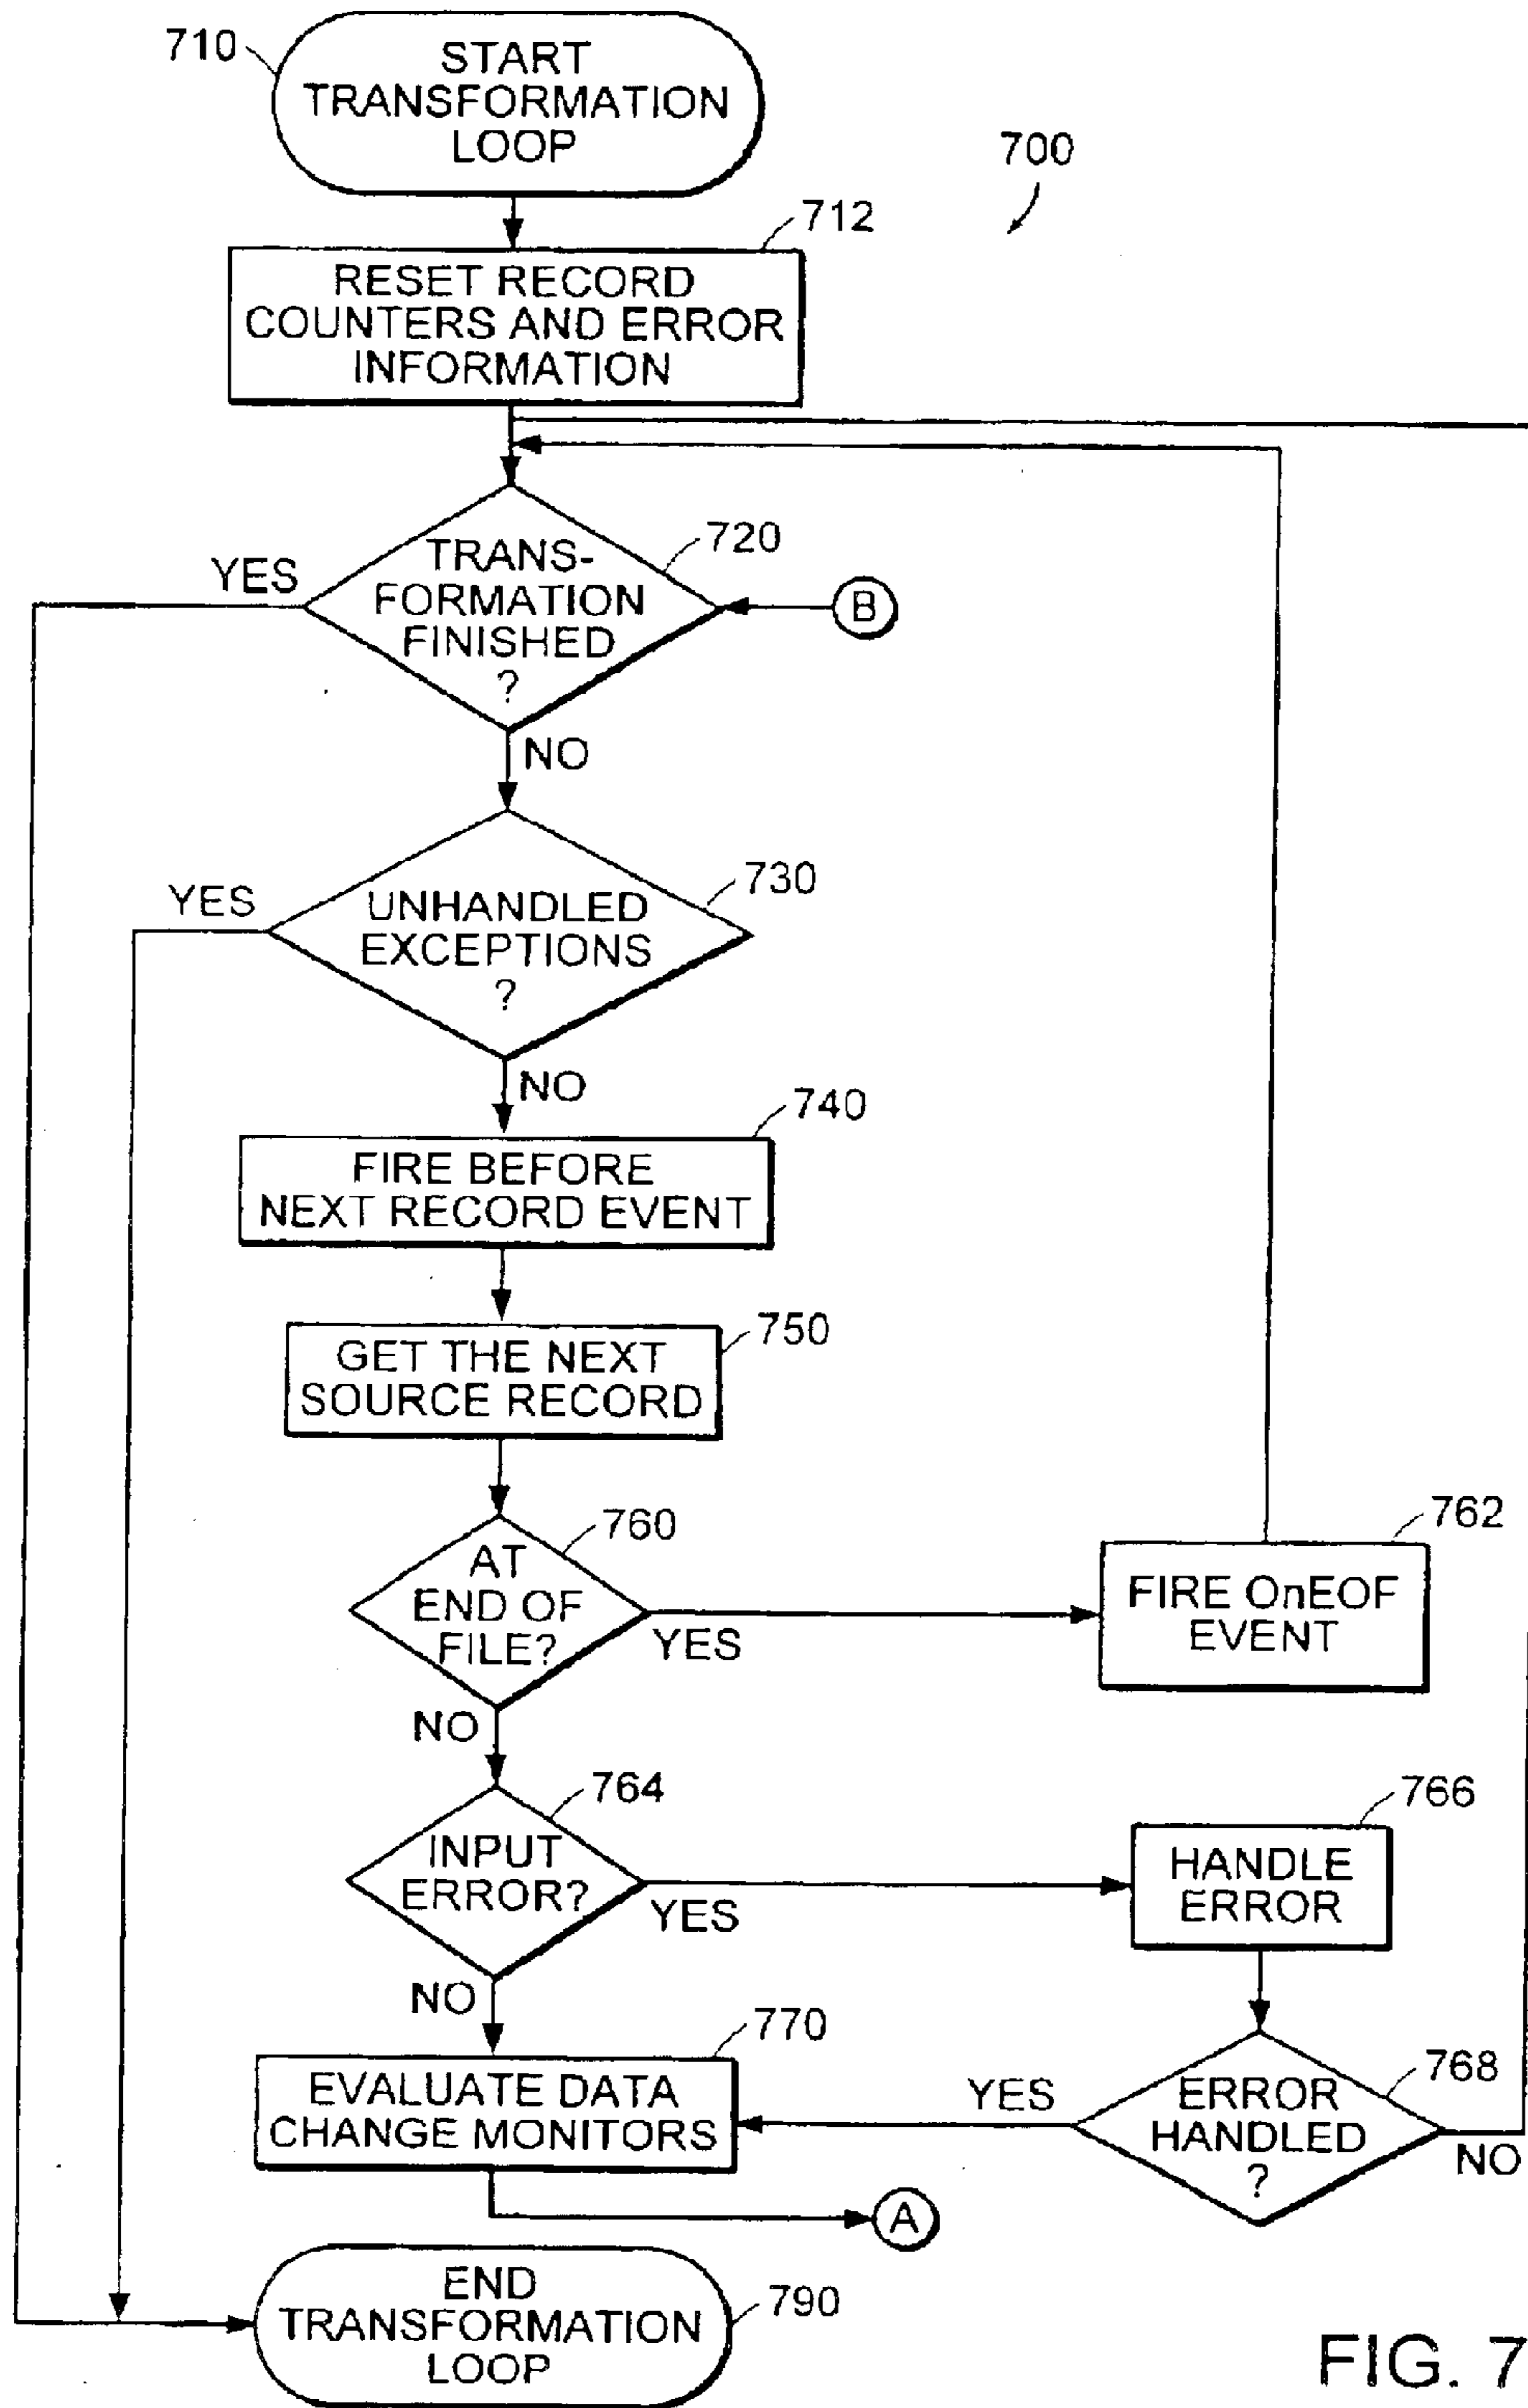 710
START
TRANSFORMATION
LOOP
700
712
RESET RECORD
COUNTERS AND ERROR
INFORMATION
720
YES
TRANS-
FORMATION
FINISHED
?
B
NO
730
YES
UNHANDLED
EXCEPTIONS
?
NO
740
FIRE BEFORE
NEXT RECORD EVENT
750
GET THE NEXT
SOURCE RECORD
760
AT
END OF
FILE?
YES
762
FIRE OnEOF
EVENT
NO
764
INPUT
ERROR?
YES
766
HANDLE
ERROR
NO
770
EVALUATE DATA
CHANGE MONITORS
YES
768
ERROR
HANDLED
?
NO
A
END
TRANSFORMATION
LOOP
790
FIG. 7